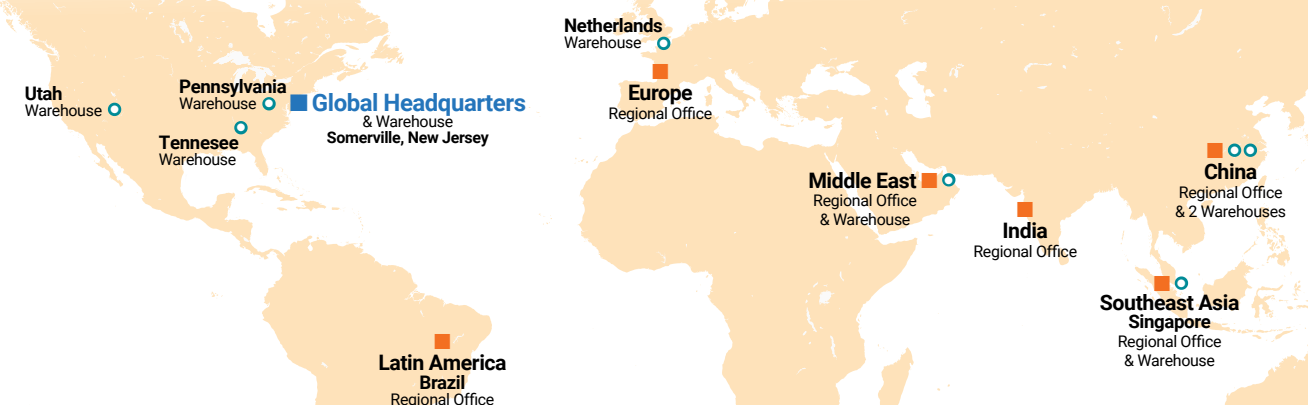 Netherlands
Warehouse
Utah
Warehouse
Pennsylvania
Warehouse
Global Headquarters
& Warehouse
Somerville, New Jersey
Tennesee
Warehouse
Europe
Regional Office
Middle East
Regional Office
& Warehouse
India
Regional Office
China
Regional Office
& 2 Warehouses
Southeast Asia
Singapore
Regional Office
& Warehouse
Latin America
Brazil
Regional Office